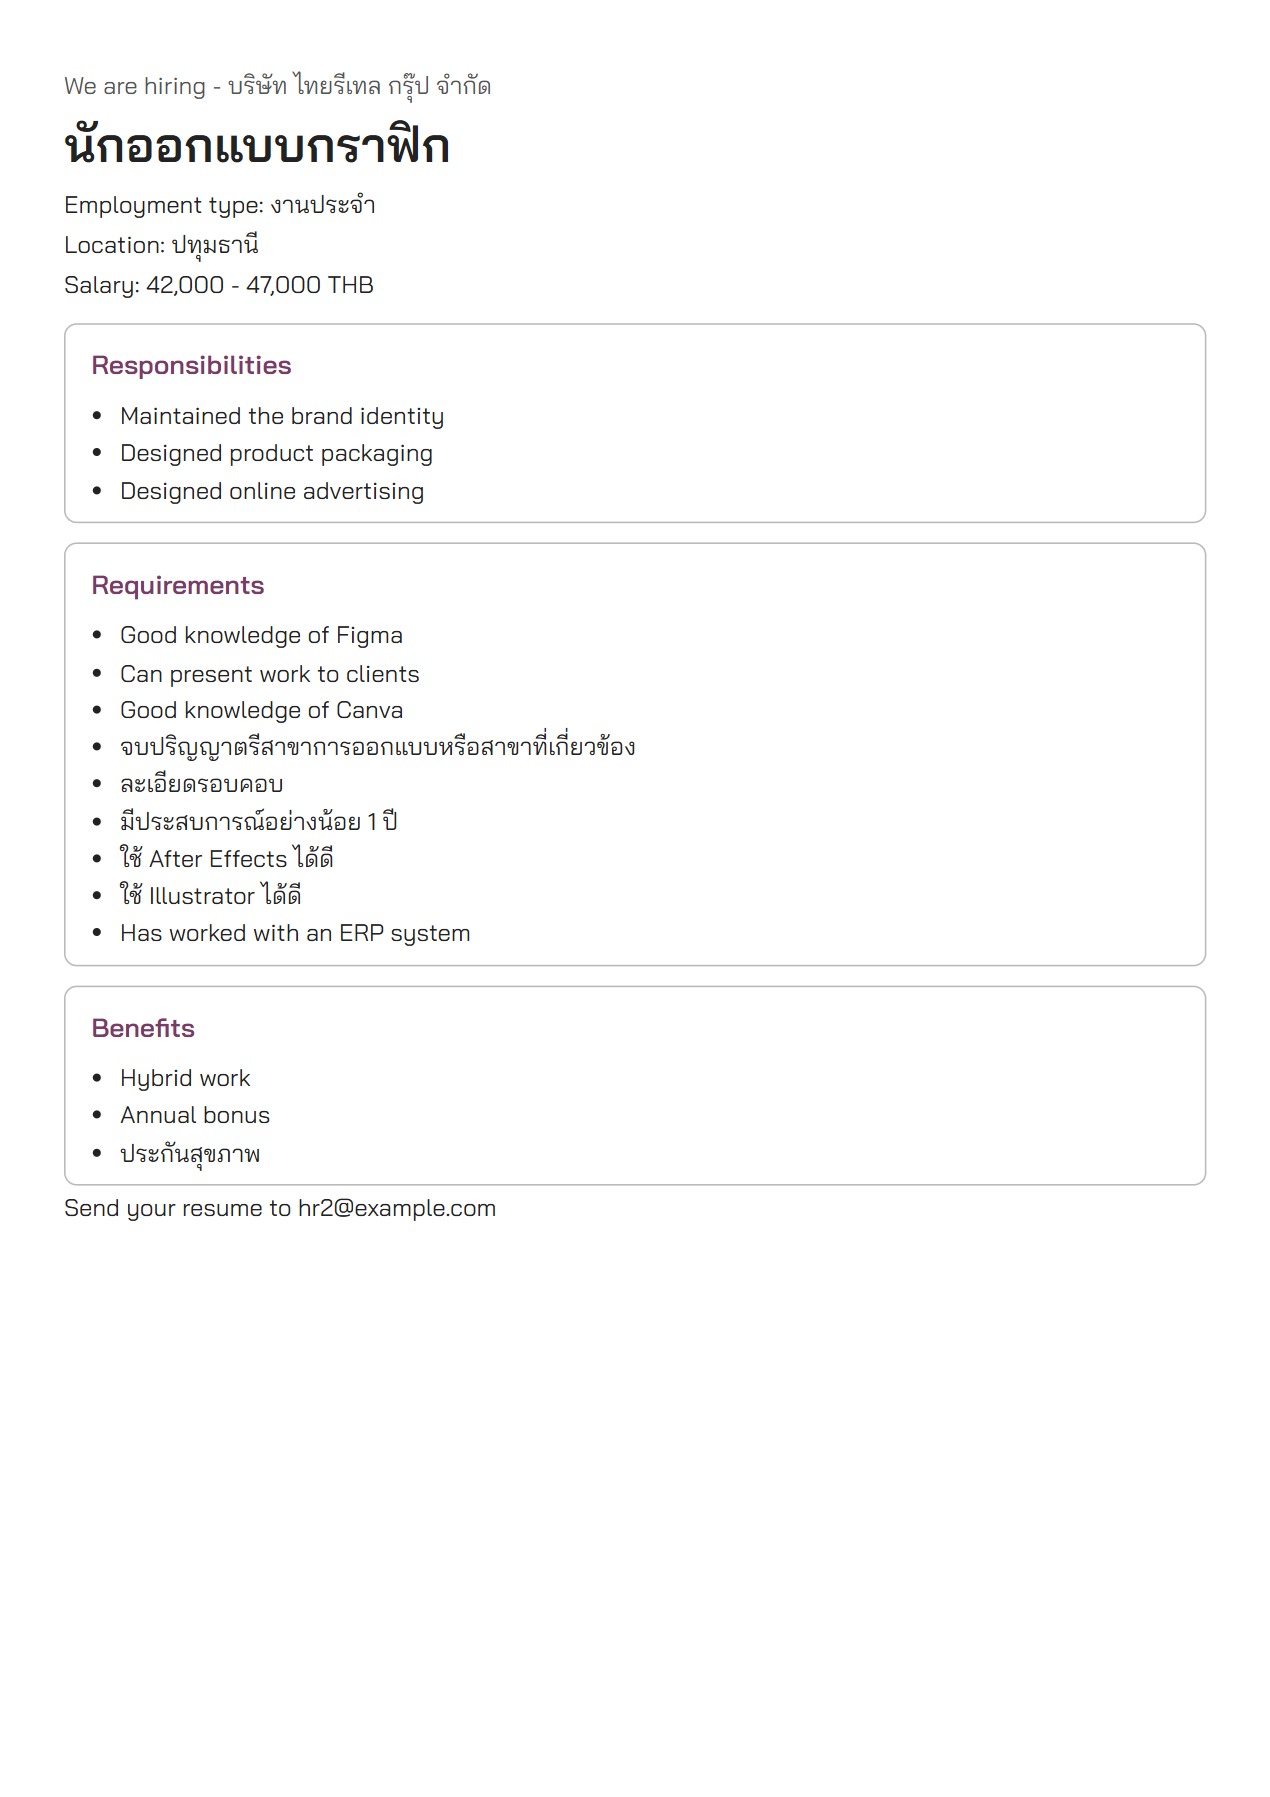 We are hiring - บริษัท ไทยรีเทล กรุ๊ป จำกัด
นักออกแบบกราฟิก
Employment type: งานประจำ
Location: ปทุมธานี
Salary: 42,000 - 47,000 THB
Responsibilities
• Maintained the brand identity
• Designed product packaging
• Designed online advertising
Requirements
• Good knowledge of Figma
• Can present work to clients
• Good knowledge of Canva
• จบปริญญาตรีสาขาการออกแบบหรือสาขาที่เกี่ยวข้อง
• ละเอียดรอบคอบ
• มีประสบการณ์อย่างน้อย 1 ปี
• ใช้ After Effects ได้ดี
• ใช้ Illustrator ได้ดี
• Has worked with an ERP system
Benefits
• Hybrid work
• Annual bonus
• ประกันสุขภาพ
Send your resume to hr2@example.com